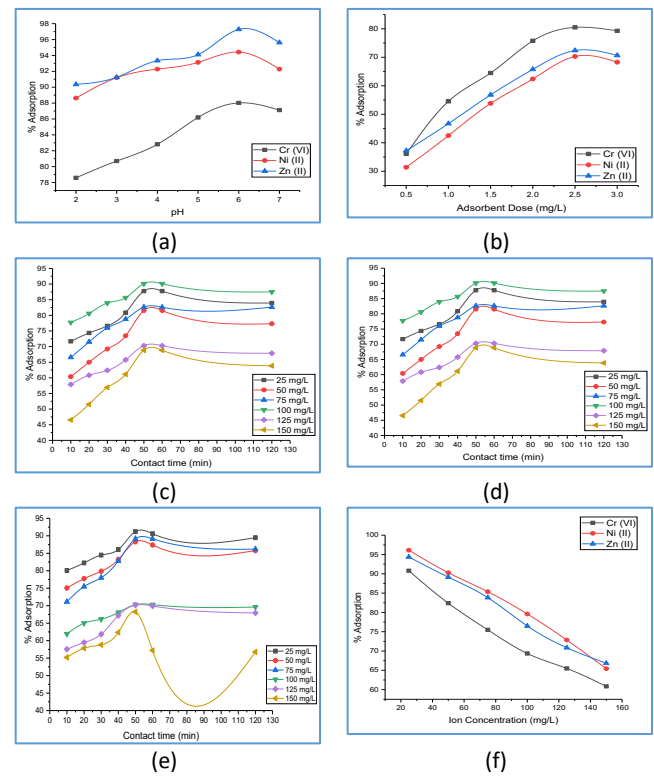 98
96
94
92
90
88
86
84
82
80
78
% Adsorption
Cr (VI)
Ni (II)
Zn (II)
2 3 4 5 6 7
pH
(a)
80
70
60
50
40
30
% Adsorption
Cr (VI)
Ni (II)
Zn (II)
0.5 1.0 1.5 2.0 2.5 3.0
Adsorbent Dose (mg/L)
(b)
95
90
85
80
75
70
65
60
55
50
45
40
% Adsorption
25 mg/L
50 mg/L
75 mg/L
100 mg/L
125 mg/L
150 mg/L
0 10 20 30 40 50 60 70 80 90 100 110 120 130
Contact time (min)
(c)
95
90
85
80
75
70
65
60
55
50
45
40
% Adsorption
25 mg/L
50 mg/L
75 mg/L
100 mg/L
125 mg/L
150 mg/L
0 10 20 30 40 50 60 70 80 90 100 110 120 130
Contact time (min)
(d)
95
90
85
80
75
70
65
60
55
50
45
40
% Adsorption
25 mg/L
50 mg/L
75 mg/L
100 mg/L
125 mg/L
150 mg/L
0 10 20 30 40 50 60 70 80 90 100 110 120 130
Contact time (min)
(e)
100
95
90
85
80
75
70
65
60
% Adsorption
Cr (VI)
Ni (II)
Zn (II)
20 40 60 80 100 120 140 160
Ion Concentration (mg/L)
(f)